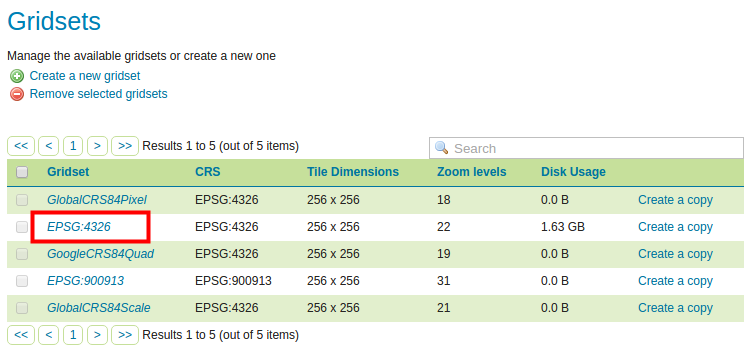 Gridsets
Manage the available gridsets or create a new one
Create a new gridset
Remove selected gridsets
<< < 1 > >> Results 1 to 5 (out of 5 items) Search
Gridset CRS Tile Dimensions Zoom levels Disk Usage
GlobalCRS84Pixel EPSG:4326 256 x 256 18 0.0 B Create a copy
EPSG:4326 EPSG:4326 256 x 256 22 1.63 GB Create a copy
GoogleCRS84Quad EPSG:4326 256 x 256 19 0.0 B Create a copy
EPSG:900913 EPSG:900913 256 x 256 31 0.0 B Create a copy
GlobalCRS84Scale EPSG:4326 256 x 256 21 0.0 B Create a copy
<< < 1 > >> Results 1 to 5 (out of 5 items)